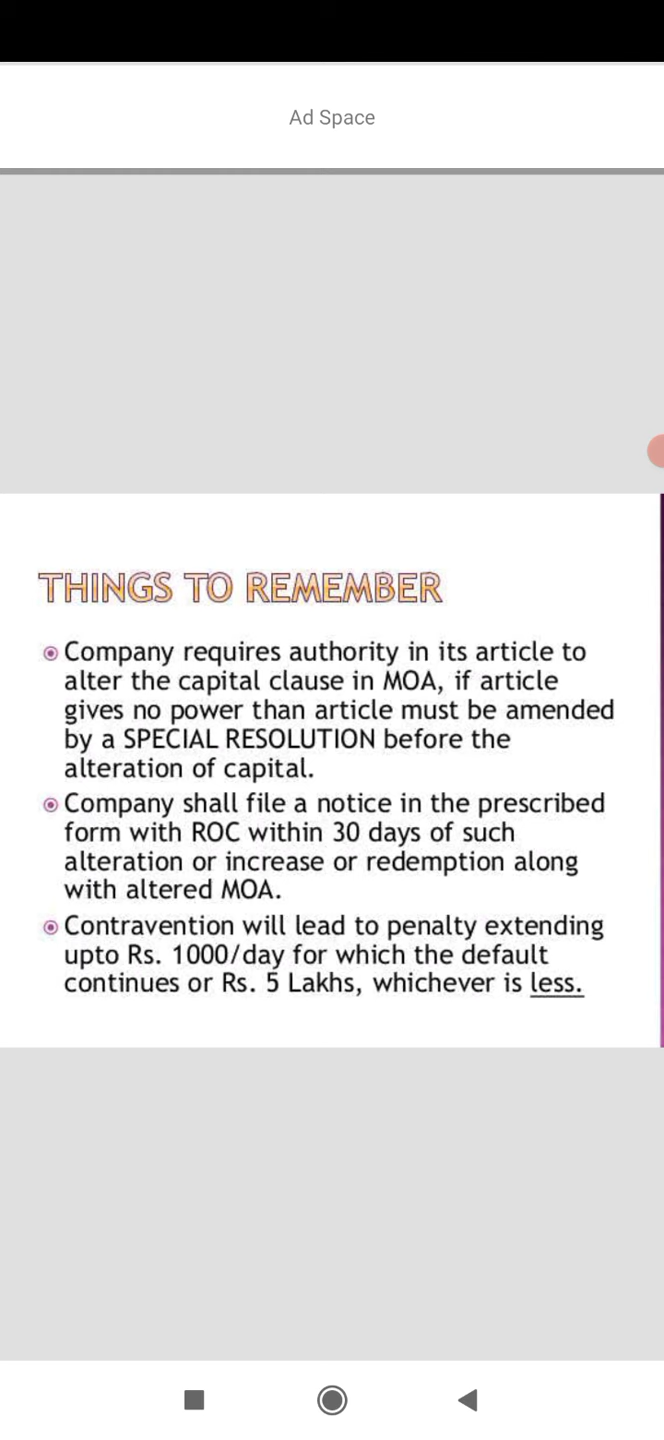 Ad Space
THINGS TO REMEMBER
Company requires authority in its article to
alter the capital clause in MOA, if article
gives no power than article must be amended
by a SPECIAL RESOLUTION before the
alteration of capital.
Company shall file a notice in the prescribed
form with ROC within 30 days of such
alteration or increase or redemption along
with altered MOA.
Contravention will lead to penalty extending
upto Rs. 1000/day for which the default
continues or Rs. 5 Lakhs, whichever is less.